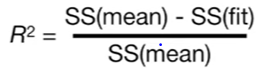 R² = SS(mean) - SS(fit)
SS(mean)